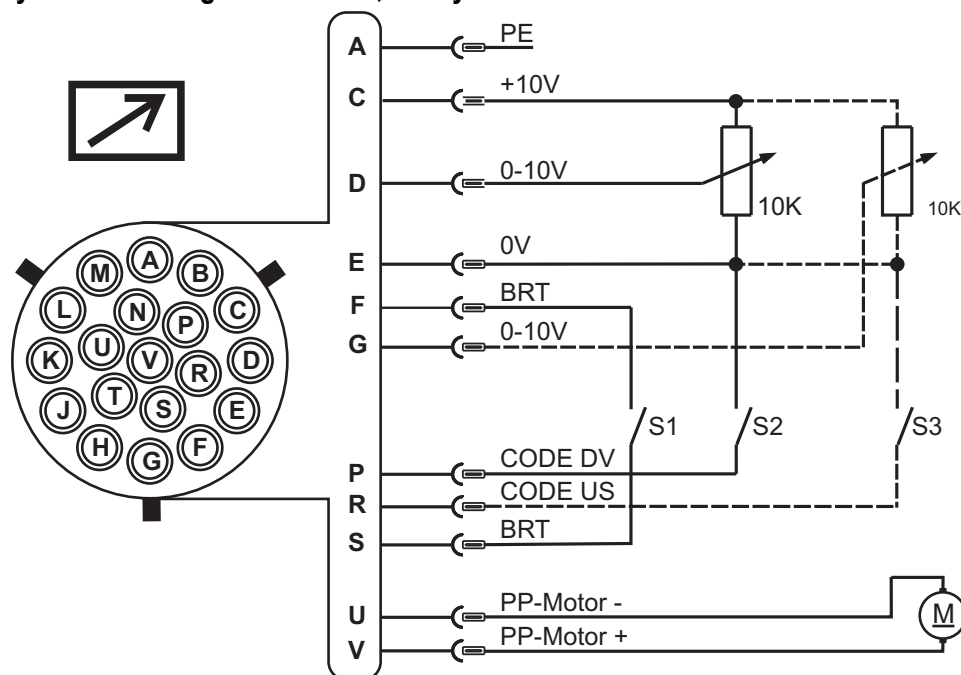 A PE
C +10V
D 0-10V
10K 10K
E 0V
F BRT
G 0-10V
S1 S2 S3
P CODE DV
R CODE US
S BRT
U PP-Motor -
V PP-Motor +
M
A
M B
L N P C
K U V R D
J T S E
H G F